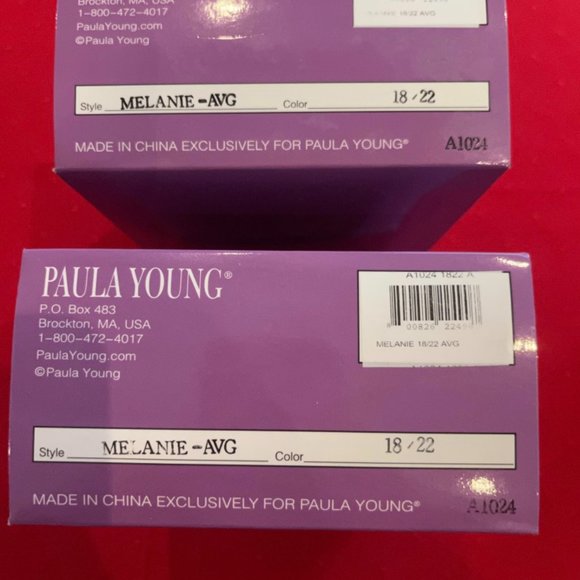 Brockton, MA, USA
1-800-472-4017
PaulaYoung.com
©Paula Young
18/22 AVG
Style MELANIE-AVG Color 18/22
MADE IN CHINA EXCLUSIVELY FOR PAULA YOUNG® A1024
PAULA YOUNG®
P.O. Box 483
Brockton, MA, USA
1-800-472-4017
PaulaYoung.com
©Paula Young
A1024 1822 A
MELANIE 18/22 AVG
Style MELANIE-AVG Color 18/22
MADE IN CHINA EXCLUSIVELY FOR PAULA YOUNG® A1024